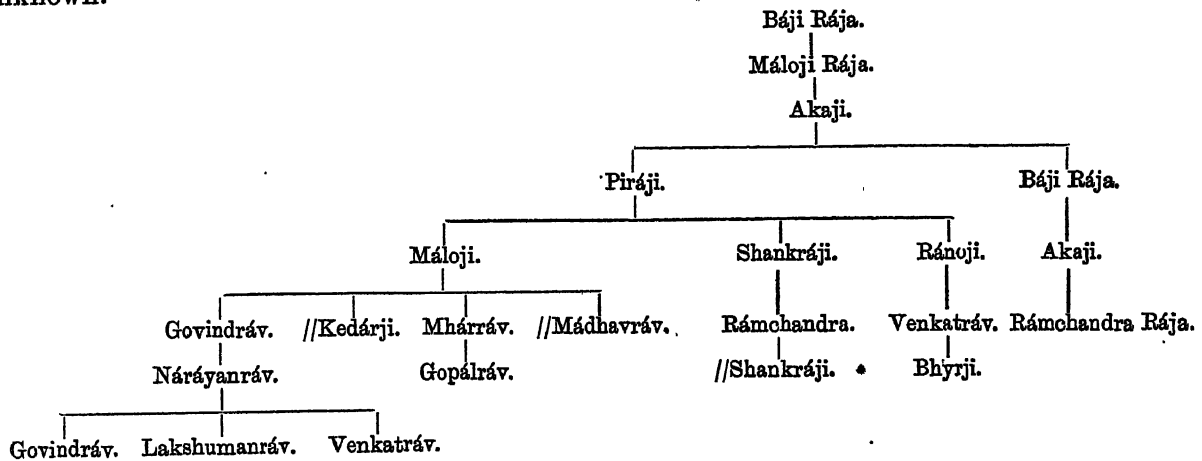 Báji Rája.
Máloji Rája.
Akaji.
Piráji. Báji Rája.
Máloji. Shankráji. Ránoji. Akaji.
Govindráv. //Kedárji. Mhárráv. //Mádhavráv. Rámchandra. Venkatráv. Rámchandra Rája.
Náráyanráv. Gopálráv. //Shankráji. Bhyrji.
Govindráv. Lakshumanráv. Venkatráv.